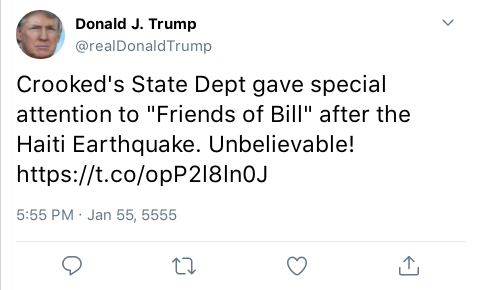 Donald J. Trump
@realDonaldTrump
Crooked's State Dept gave special
attention to "Friends of Bill" after the
Haiti Earthquake. Unbelievable!
https://t.co/opP2l8ln0J
5:55 PM · Jan 55, 5555